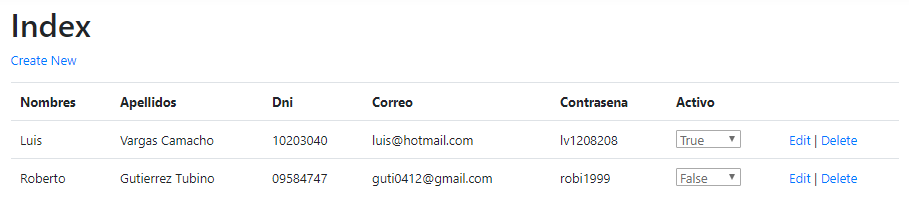 Index
Create New
Nombres Apellidos Dni Correo Contrasena Activo
Luis Vargas Camacho 10203040 luis@hotmail.com lv1208208 True Edit | Delete
Roberto Gutierrez Tubino 09584747 guti0412@gmail.com robi1999 False Edit | Delete